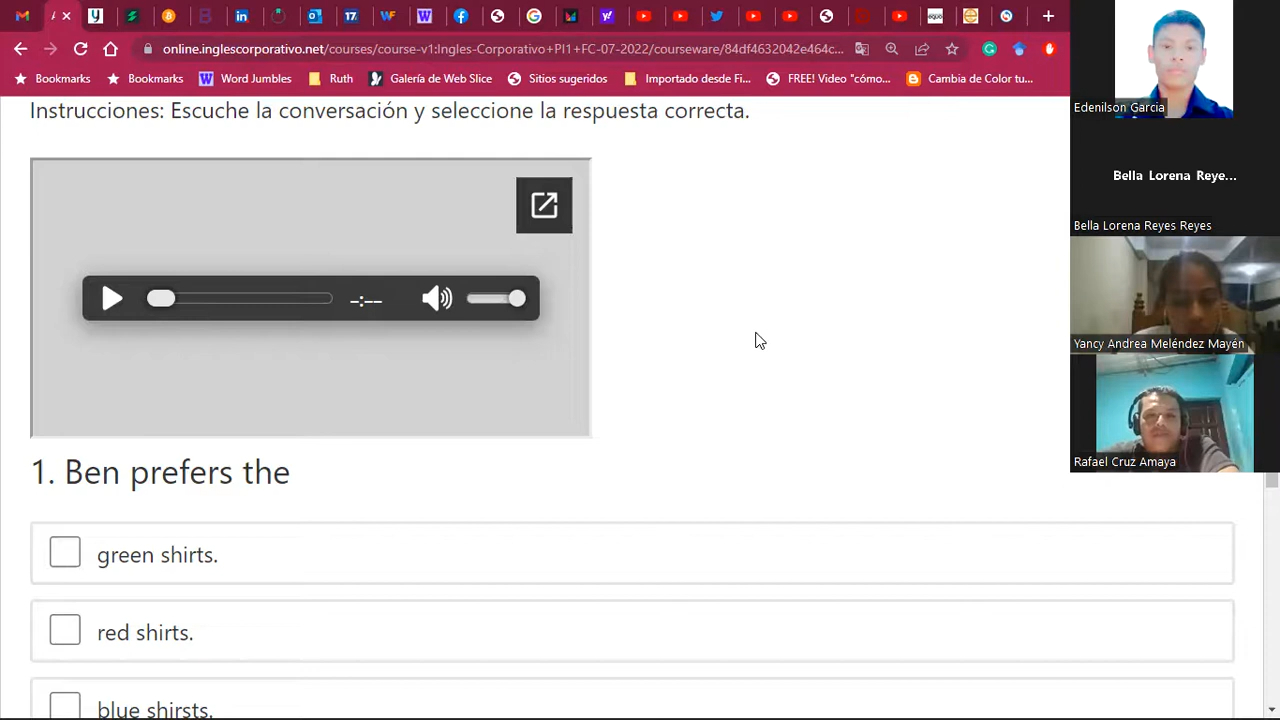 online.inglescorporativo.net/courses/course-v1:Ingles-Corporativo+PI1+FC-07-2022/courseware/84df4632042e464c...
Bookmarks
Bookmarks
Word Jumbles
Ruth
Galería de Web Slice
Sitios sugeridos
Importado desde Fi...
FREE! Video "cómo...
Cambia de Color tu...
Instrucciones: Escuche la conversación y seleccione la respuesta correcta.
-:--
1. Ben prefers the
green shirts.
red shirts.
blue shirsts.
Edenilson Garcia
Bella Lorena Reye...
Bella Lorena Reyes Reyes
Yancy Andrea Meléndez Mayén
Rafael Cruz Amaya